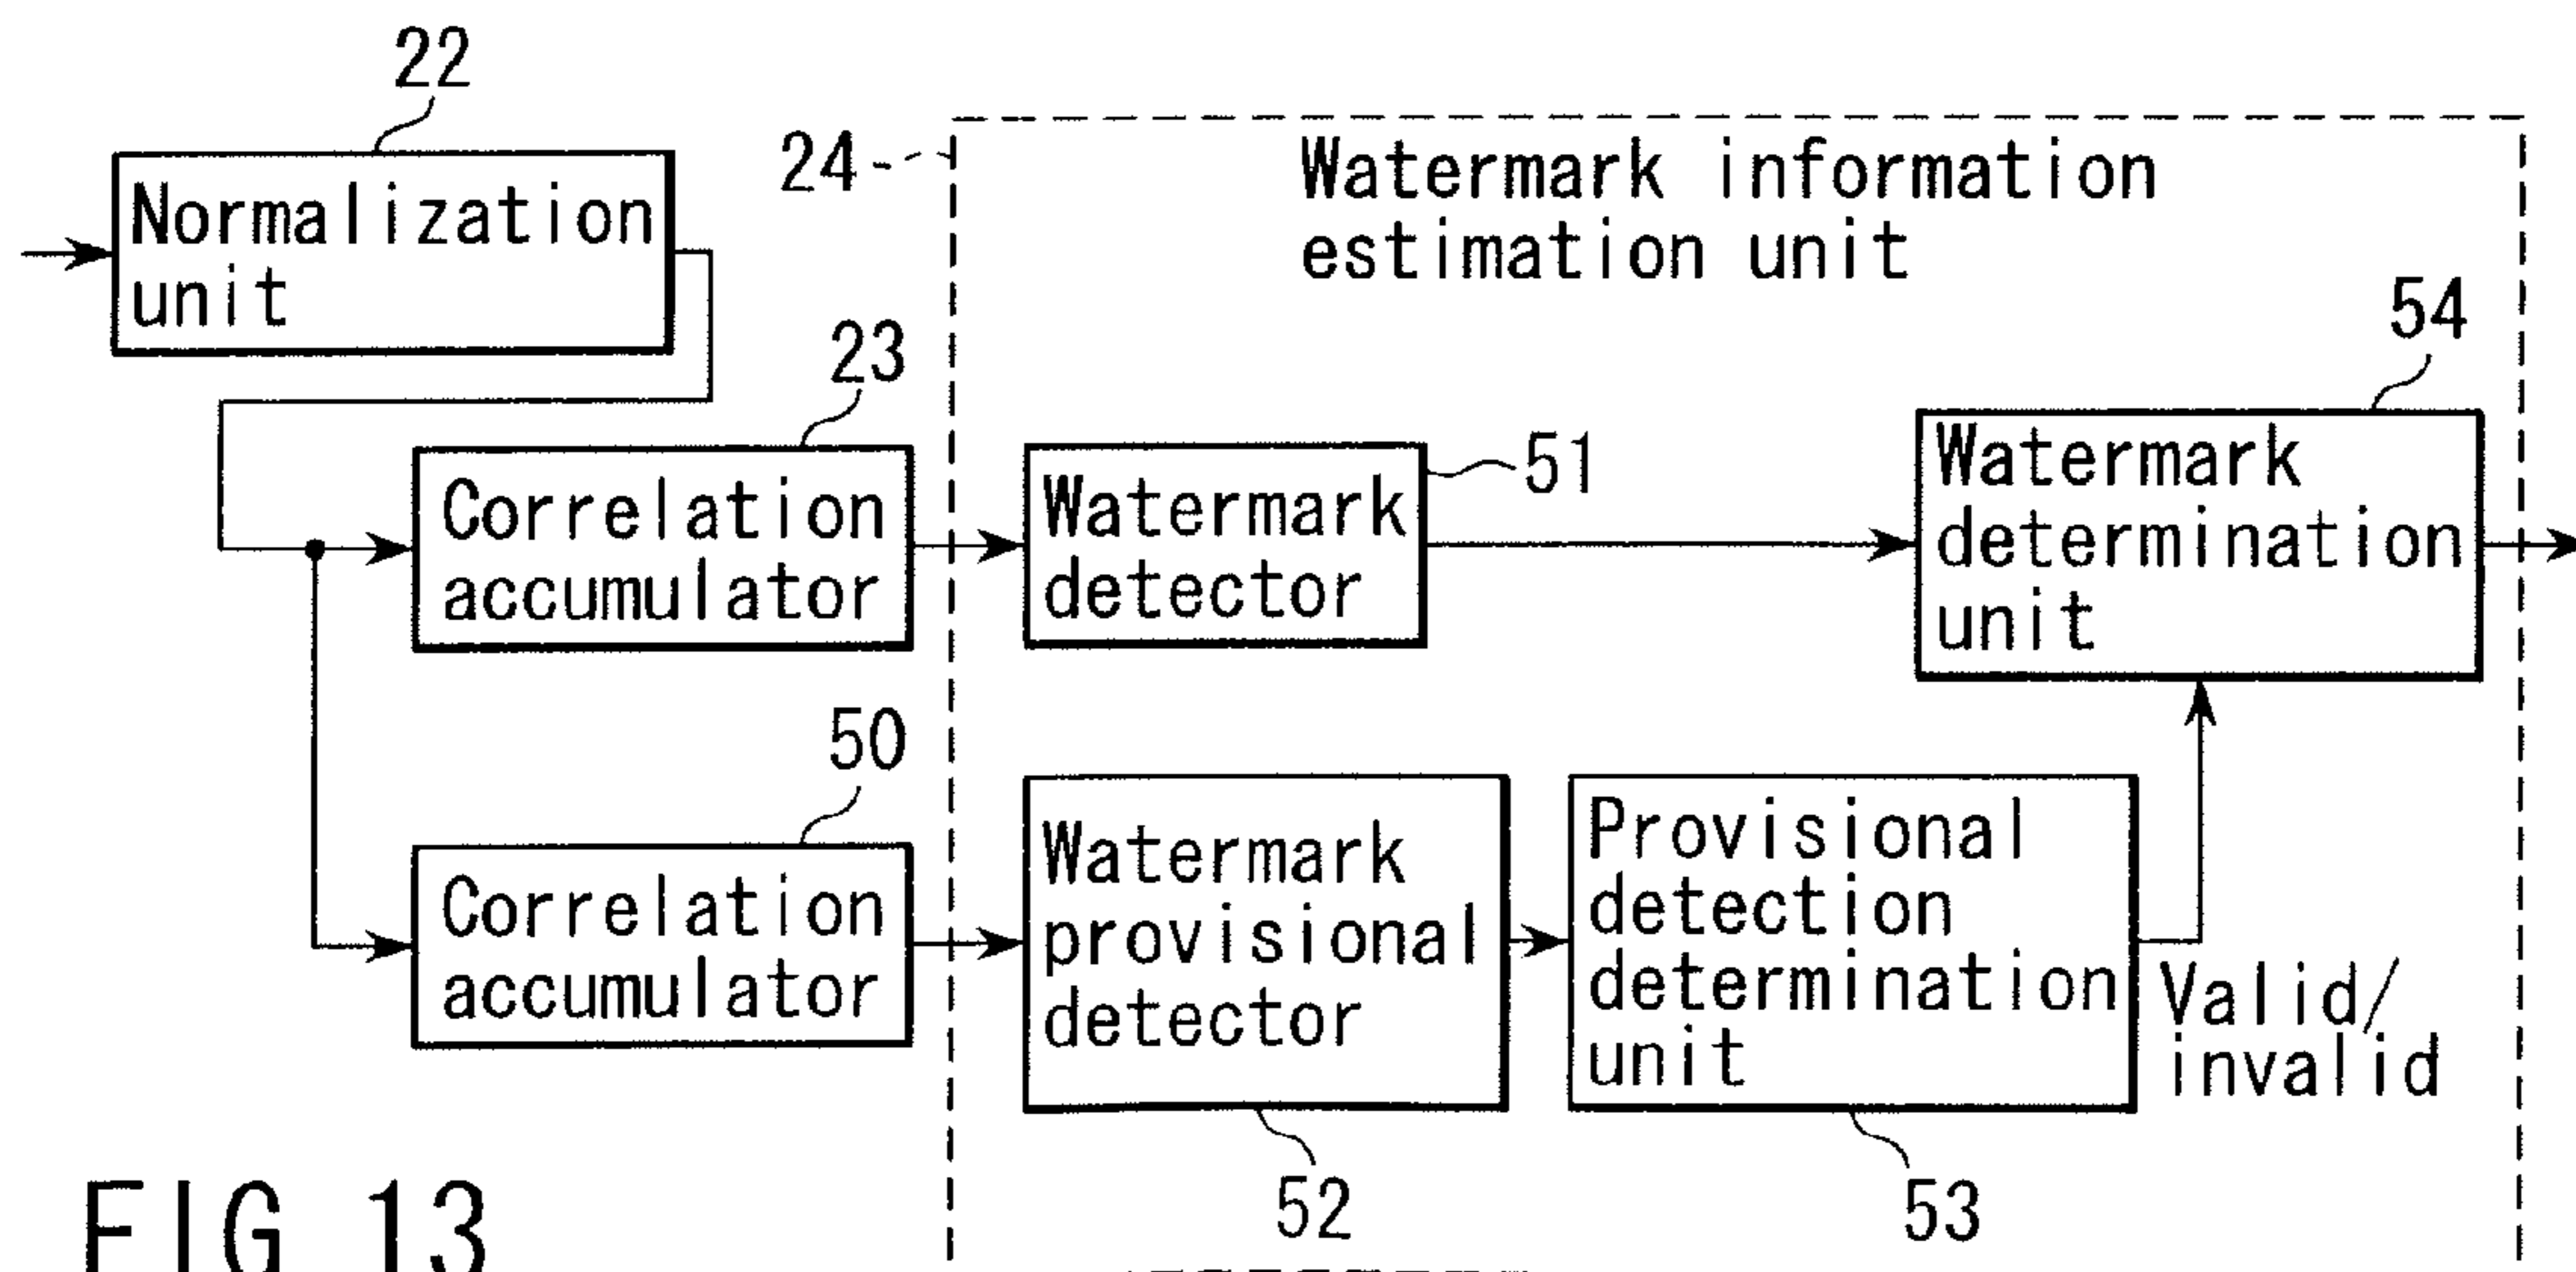 22
Normalization
unit
24
Watermark information
estimation unit
23
Correlation
accumulator
51
Watermark
detector
54
Watermark
determination
unit
50
Correlation
accumulator
Watermark
provisional
detector
52
Provisional
detection
determination
unit
53
Valid/
invalid
FIG 13